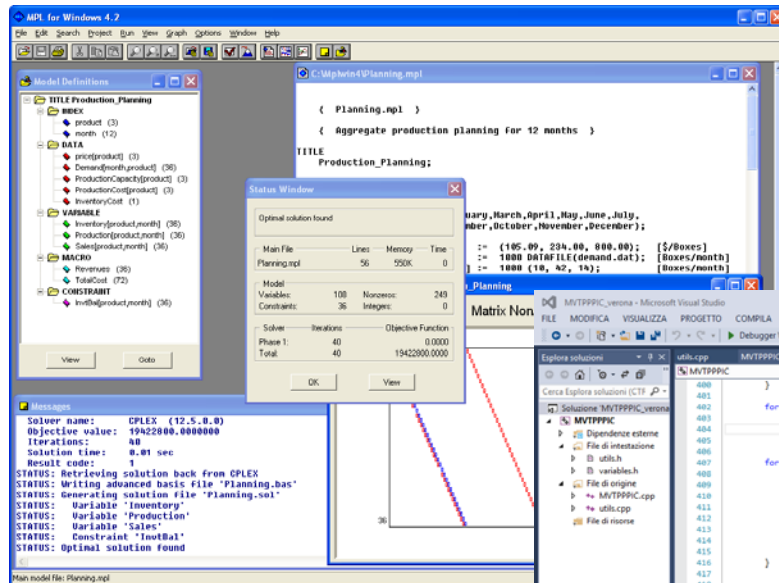 MPL for Windows 4.2
File Edit Search Project Run View Graph Options Window Help
Model Definitions
TITLE Production_Planning
INDEX
product (3)
month (12)
DATA
price[product] (3)
Demand[month,product] (36)
ProductionCapacity[product] (3)
ProductionCost[product] (3)
InventoryCost (1)
VARIABLE
Inventory[product,month] (36)
Production[product,month] (36)
Sales[product,month] (36)
MACRO
Revenues (36)
TotalCost (72)
CONSTRAINT
InvtBal[product,month] (36)
View Goto
C:\Mplwin4\Planning.mpl
{ Planning.mpl }
{ Aggregate production planning for 12 months }
TITLE
Production_Planning;
uary,March,April,May,June,July,
mber,October,November,December);
:= (105.09, 234.00, 800.00); [$/Boxes]
:= 1000 DATAFILE(demand.dat); [Boxes/month]
] := 1000 (10, 42, 14); [Boxes/month]
Status Window
Optimal solution found
Main File Lines Memory Time
Planning.mpl 56 550K 0
Model
Variables: 108 Nonzeros: 249
Constraints: 36 Integers: 0
Solver Iterations Objective Function
Phase 1: 40 0.0000
Total: 40 19422800.0000
OK View
n_Planning
Matrix Non
36
Messages
Solver name: CPLEX (12.5.0.0)
Objective value: 19422800.0000000
Iterations: 40
Solution time: 0.01 sec
Result code: 1
STATUS: Retrieving solution back from CPLEX
STATUS: Writing advanced basis file 'Planning.bas'
STATUS: Generating solution file 'Planning.sol'
STATUS: Variable 'Inventory'
STATUS: Variable 'Production'
STATUS: Variable 'Sales'
STATUS: Constraint 'InvtBal'
STATUS: Optimal solution found
Main model file: Planning.mpl
MVTPPPIC_verona - Microsoft Visual Studio
FILE MODIFICA VISUALIZZA PROGETTO COMPILA
Debugger
Esplora soluzioni
Cerca Esplora soluzioni (CTF
Soluzione 'MVTPPPIC_verona
MVTPPPIC
Dipendenze esterne
File di intestazione
utils.h
variables.h
File di origine
MVTPPPIC.cpp
utils.cpp
File di risorse
utils.cpp MVTPPPIC
MVTPPPIC
400 }
401
402 for
403
404
405
406
407 for
408
409
410
411
412
413
414
415
416 }
417